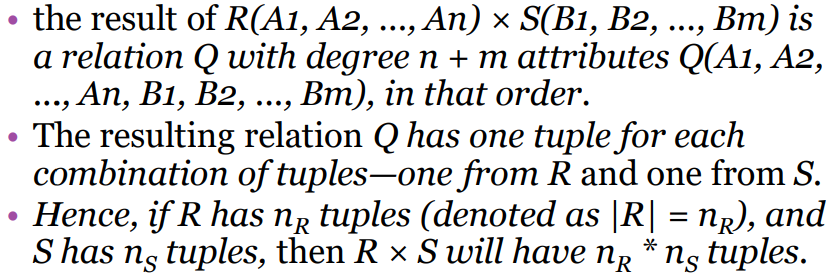 • the result of R(A1, A2, ..., An) × S(B1, B2, ..., Bm) is
a relation Q with degree n + m attributes Q(A1, A2,
..., An, B1, B2, ..., Bm), in that order.
• The resulting relation Q has one tuple for each
combination of tuples—one from R and one from S.
• Hence, if R has n_R tuples (denoted as |R| = n_R), and
S has n_S tuples, then R × S will have n_R * n_S tuples.